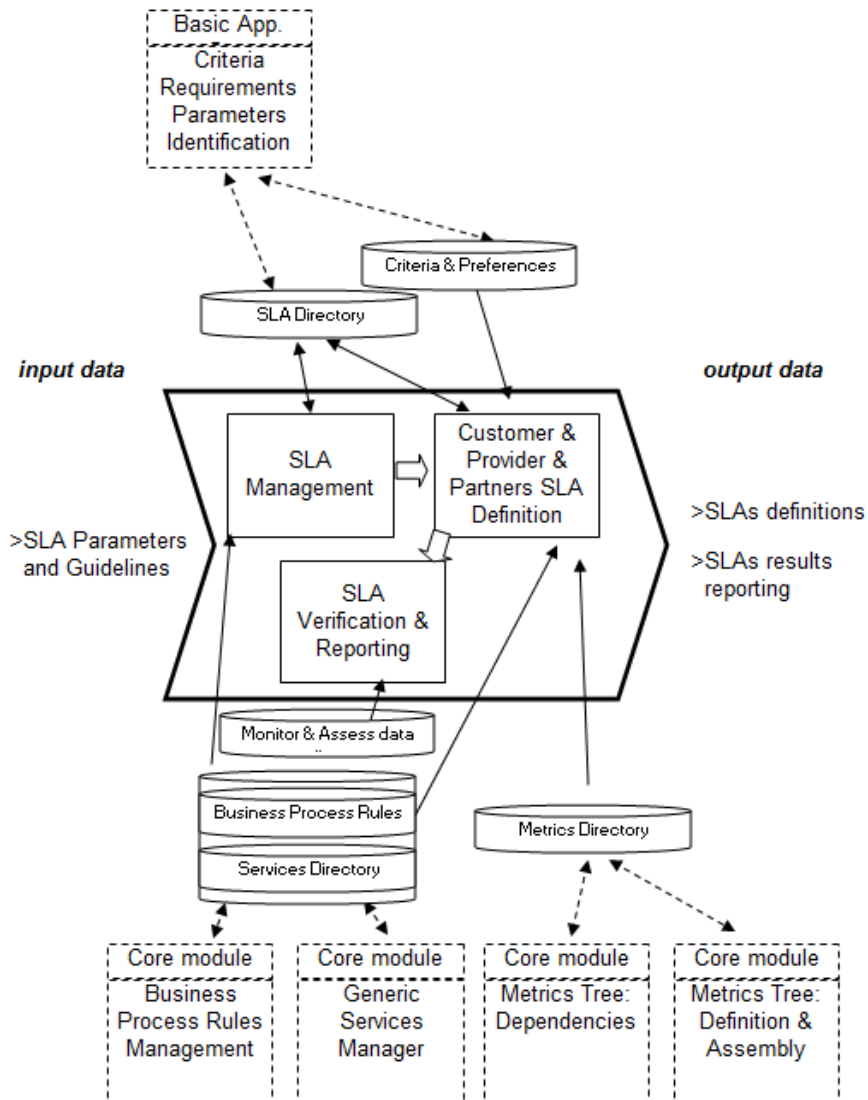 Basic App.
Criteria
Requirements
Parameters
Identification
Criteria & Preferences
SLA Directory
input data
output data
SLA
Management
Customer &
Provider &
Partners SLA
Definition
>SLA Parameters
and Guidelines
>SLAs definitions
>SLAs results
reporting
SLA
Verification &
Reporting
Monitor & Assess data
..
Business Process Rules
Services Directory
Metrics Directory
Core module
Business
Process Rules
Management
Core module
Generic
Services
Manager
Core module
Metrics Tree:
Dependencies
Core module
Metrics Tree:
Definition &
Assembly